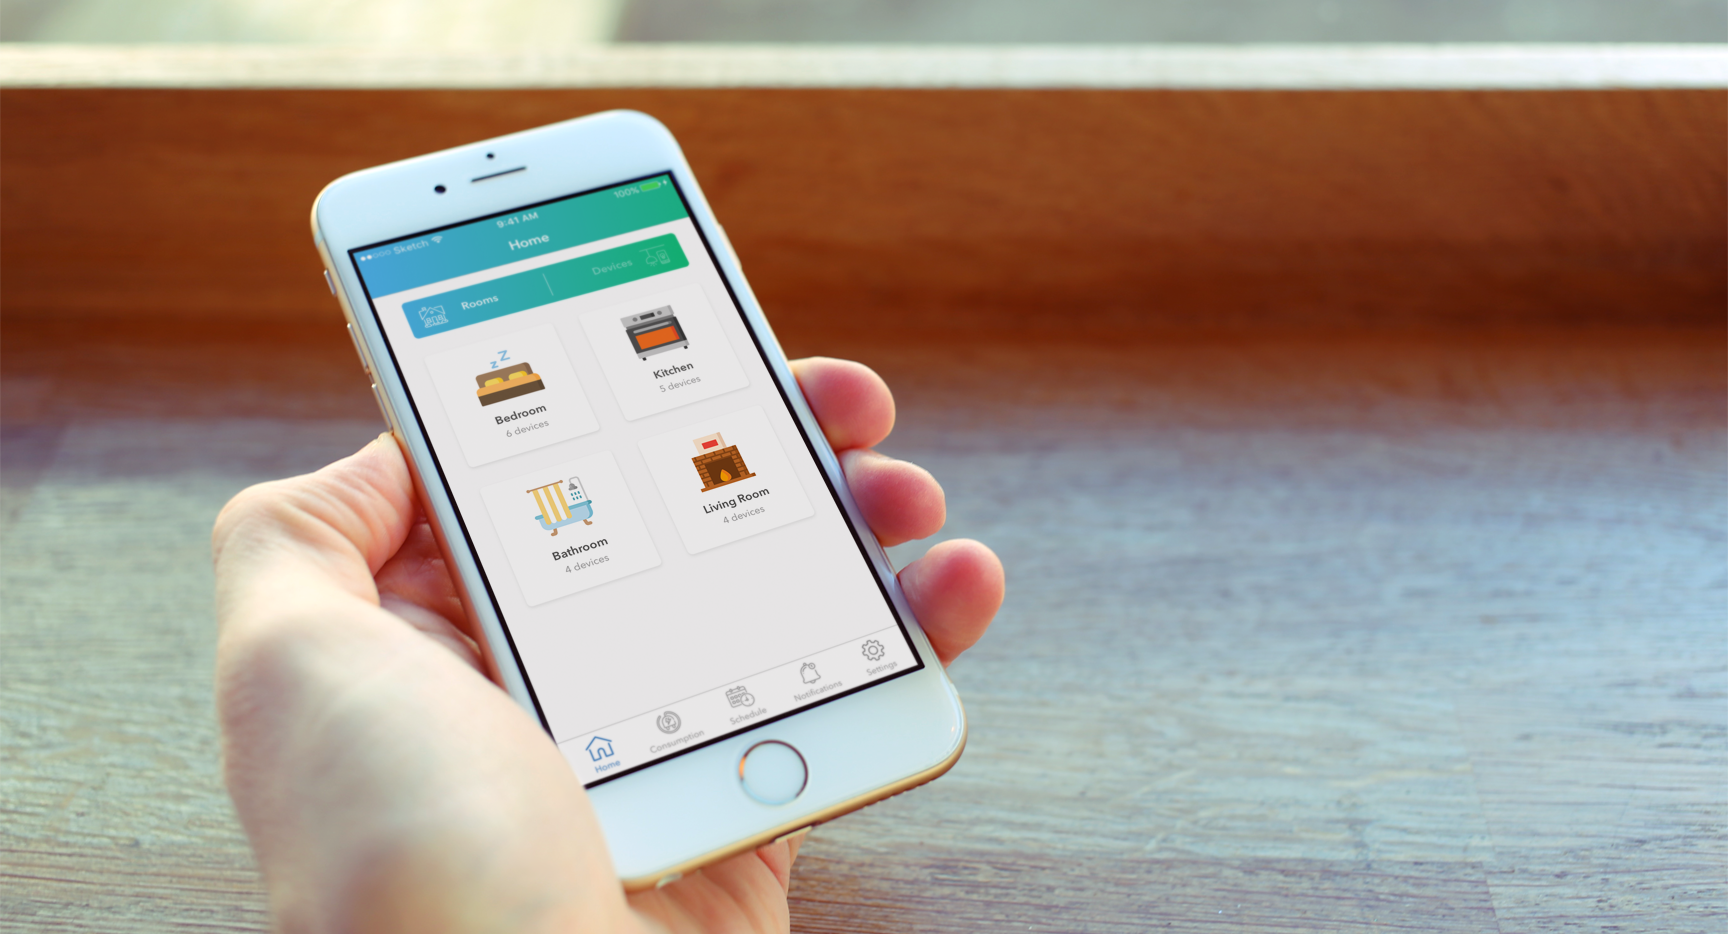 Sketch
9:41 AM
100%
Home
Rooms
Devices
Bedroom
6 devices
Kitchen
5 devices
Bathroom
4 devices
Living Room
4 devices
Home
Consumption
Schedule
Notifications
Settings